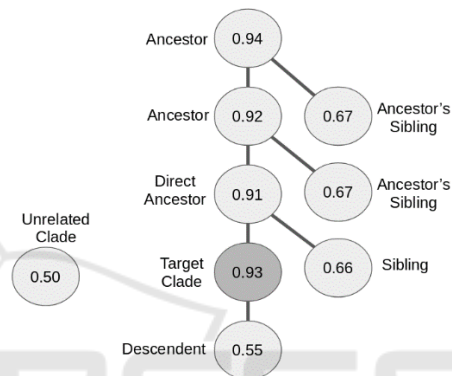 Ancestor
0.94
Ancestor
0.92
0.67
Ancestor's
Sibling
Direct
Ancestor
0.91
0.67
Ancestor's
Sibling
Unrelated
Clade
0.50
Target
Clade
0.93
0.66
Sibling
Descendent
0.55